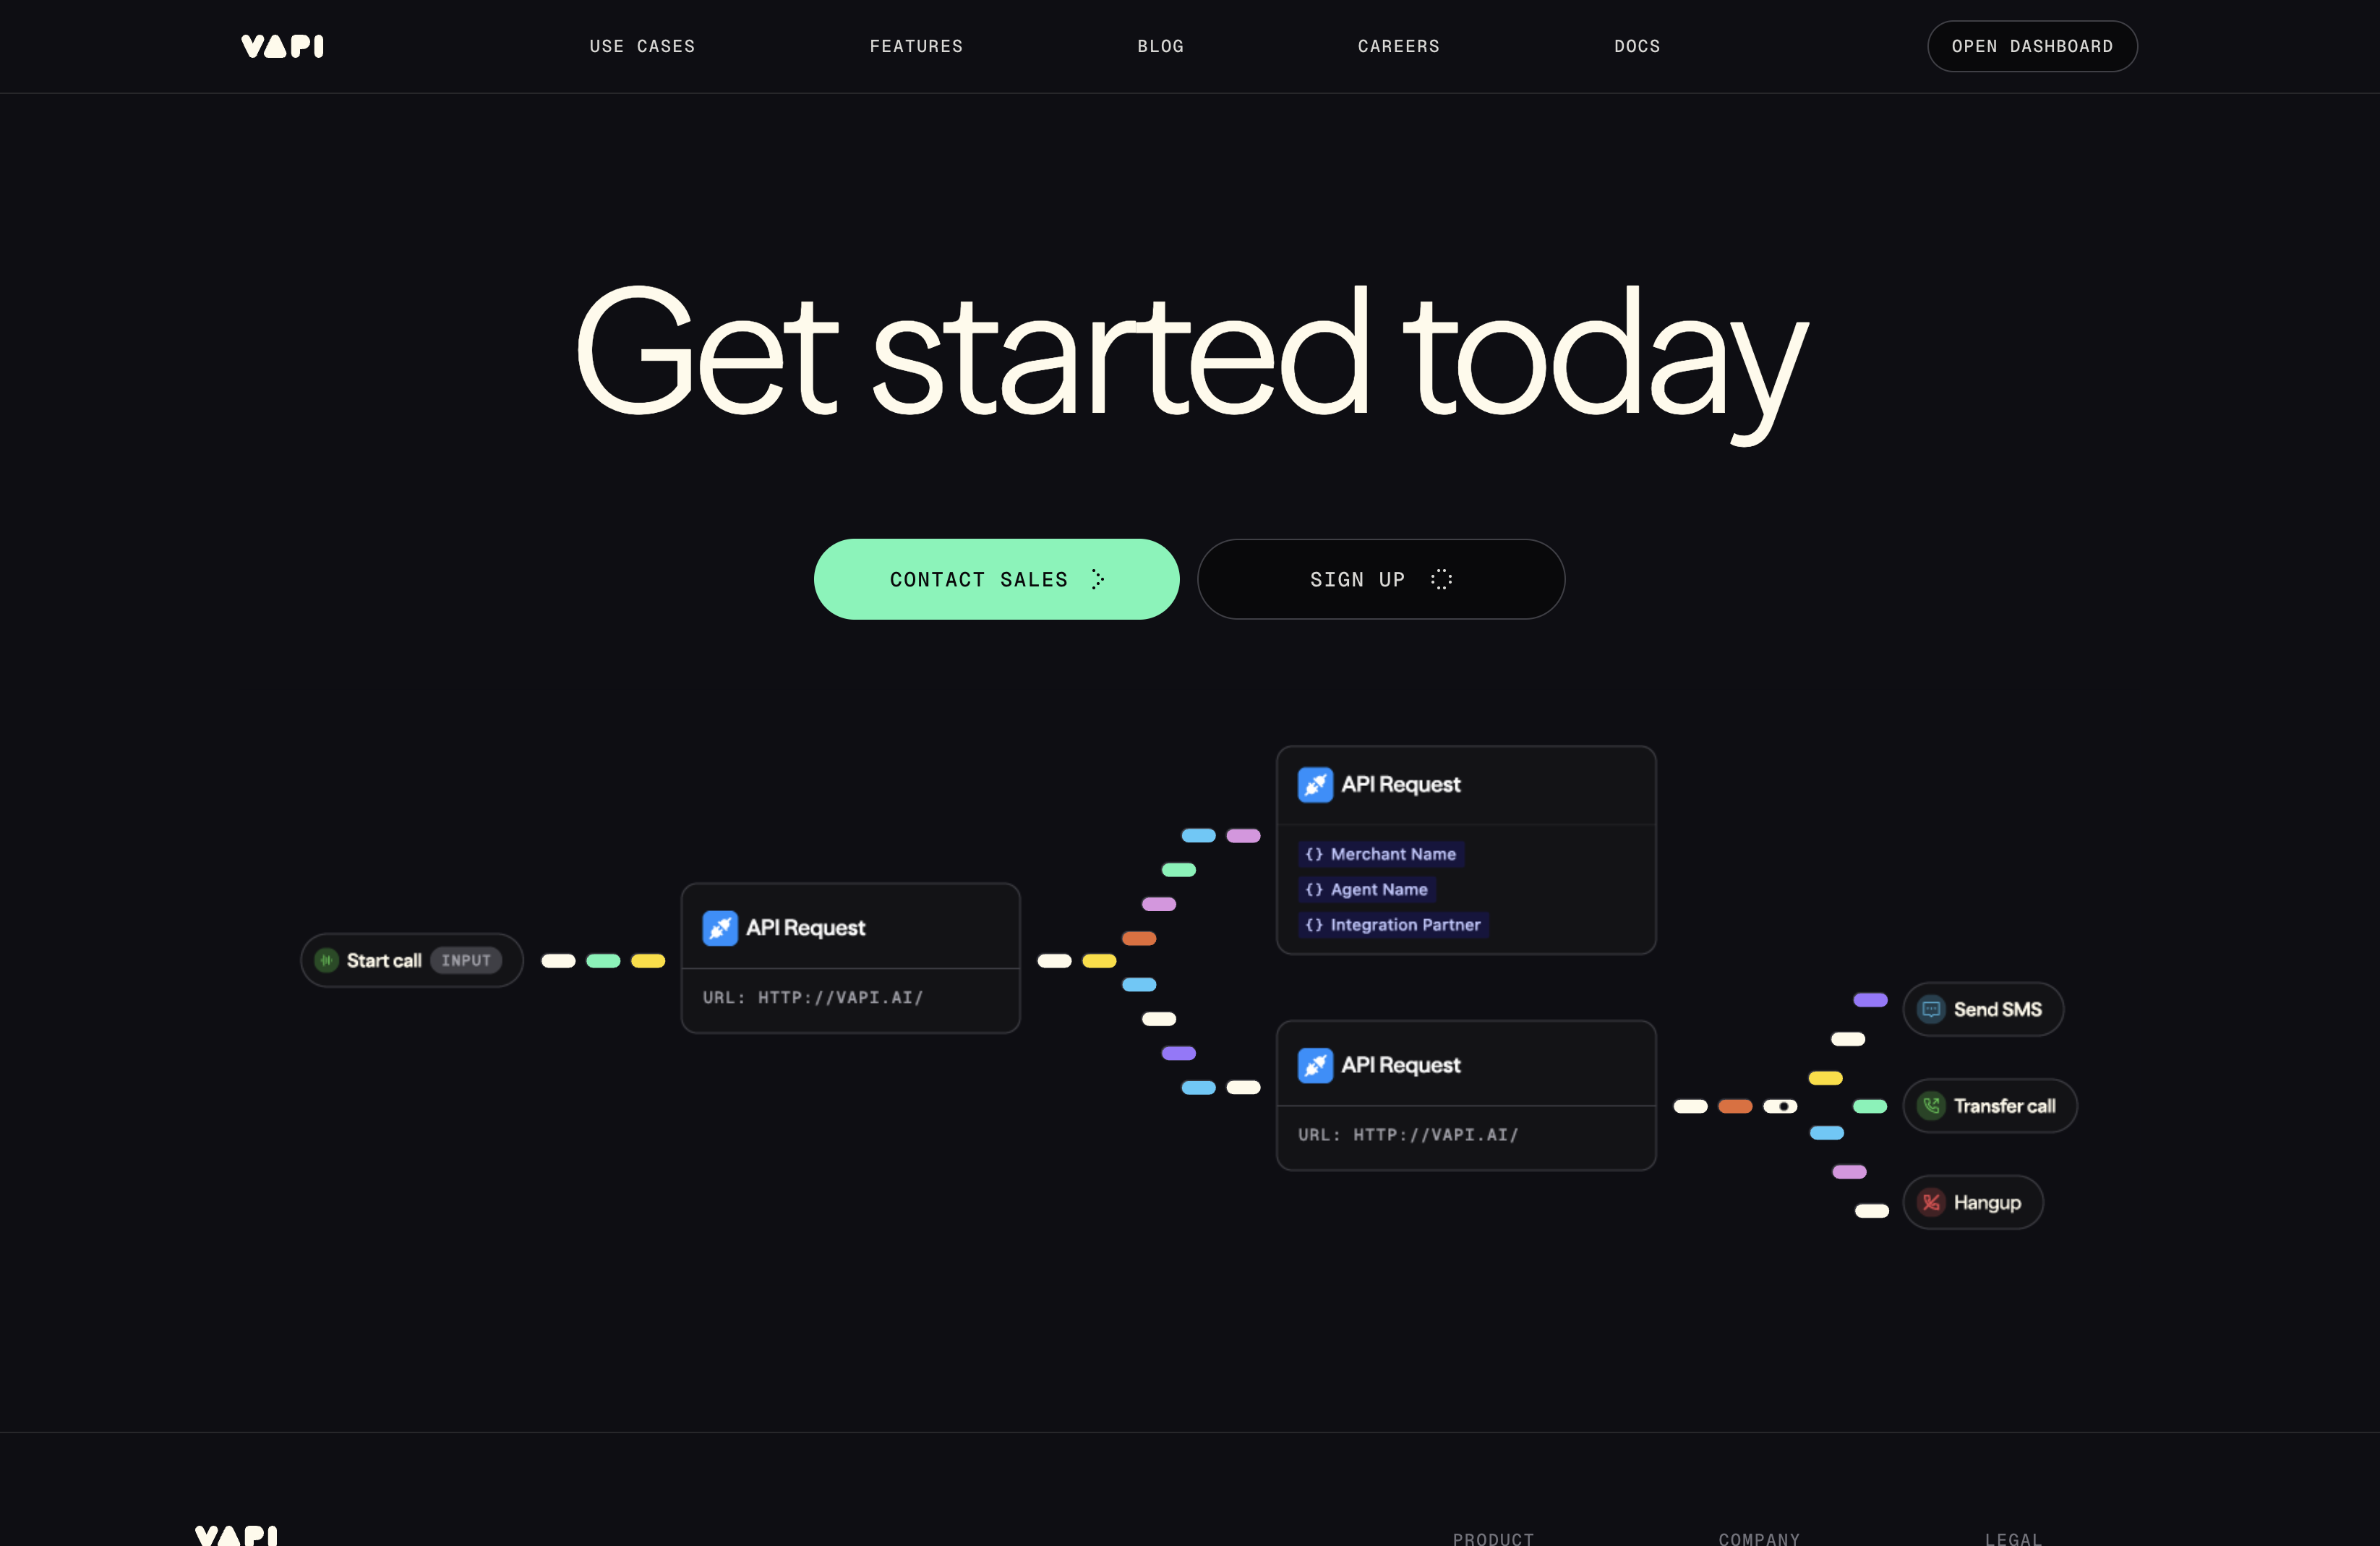 VAPI
USE CASES
FEATURES
BLOG
CAREERS
DOCS
OPEN DASHBOARD
Get started today
CONTACT SALES
SIGN UP
Start call INPUT
API Request
URL: HTTP://VAPI.AI/
API Request
{} Merchant Name
{} Agent Name
{} Integration Partner
API Request
URL: HTTP://VAPI.AI/
Send SMS
Transfer call
Hangup
VAPI
PRODUCT
COMPANY
LEGAL